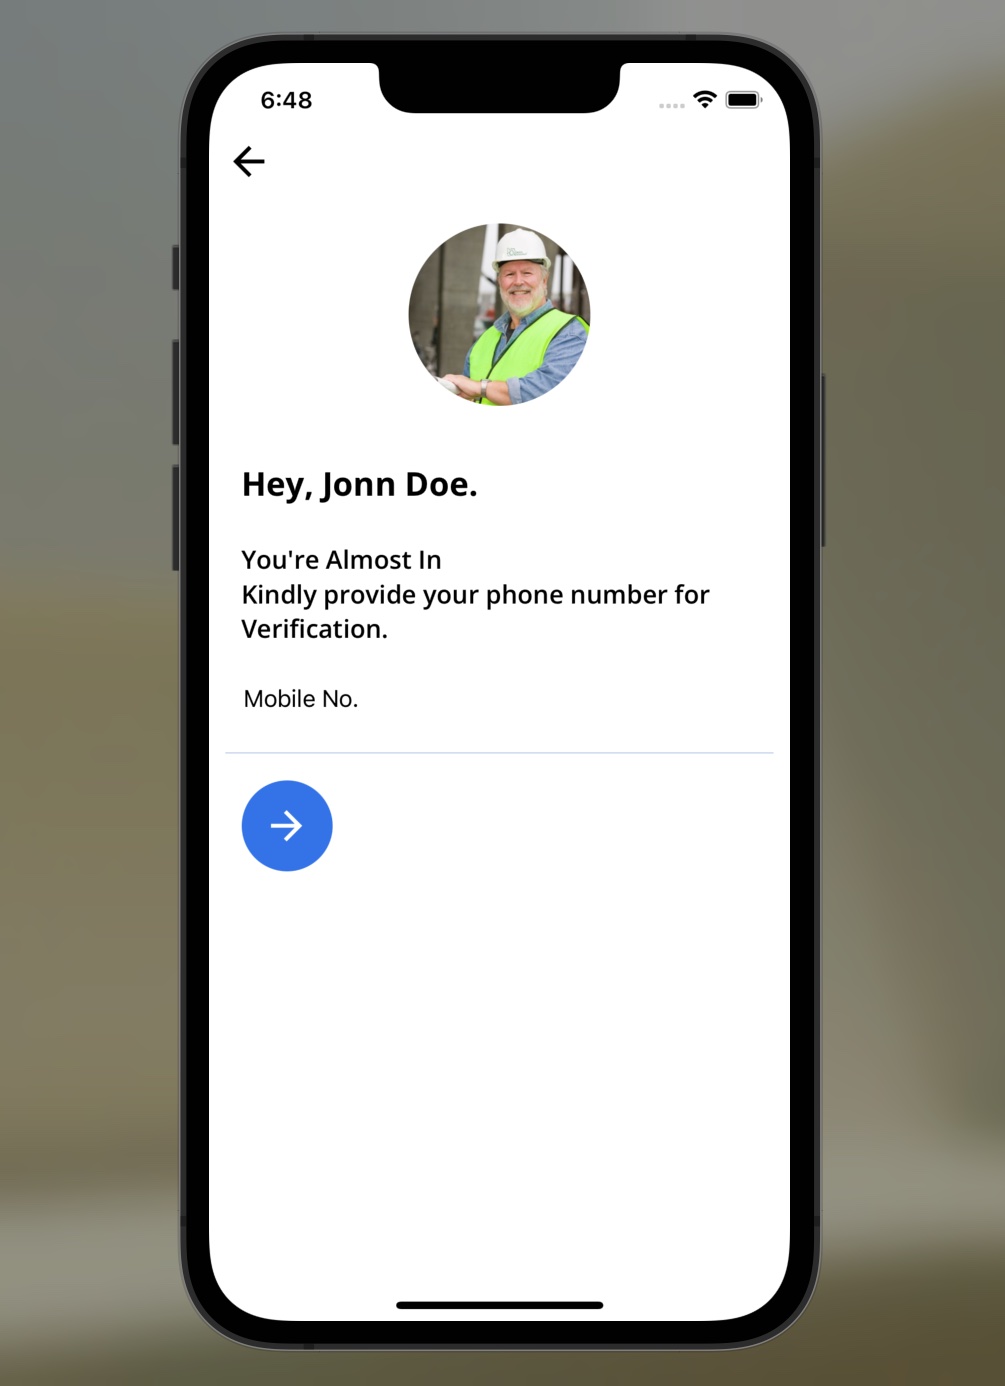 6:48
Hey, Jonn Doe.
You're Almost In
Kindly provide your phone number for
Verification.
Mobile No.